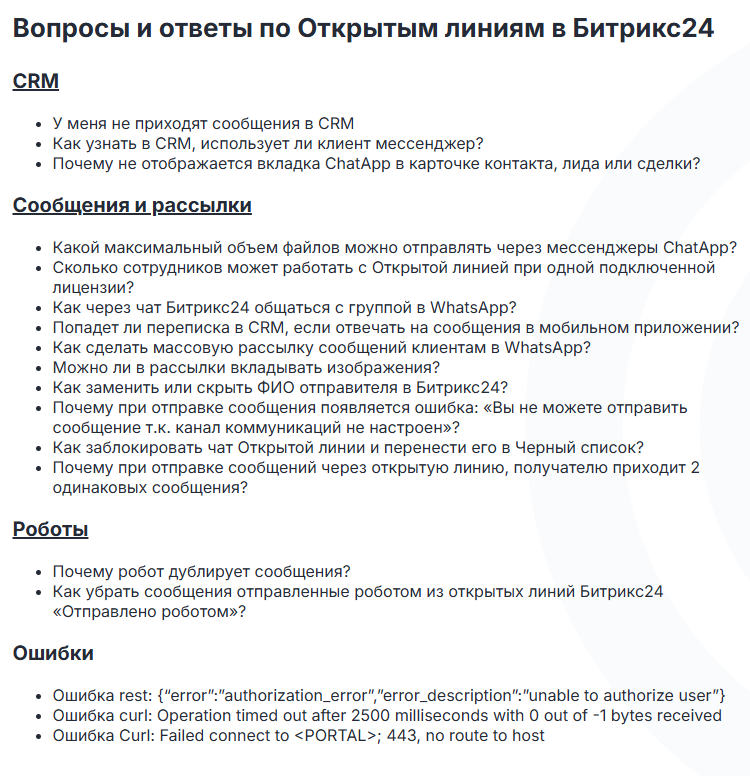 Вопросы и ответы по Открытым линиям в Битрикс24
CRM
• У меня не приходят сообщения в CRM
• Как узнать в CRM, использует ли клиент мессенджер?
• Почему не отображается вкладка ChatApp в карточке контакта, лида или сделки?
Сообщения и рассылки
• Какой максимальный объем файлов можно отправлять через мессенджеры ChatApp?
• Сколько сотрудников может работать с Открытой линией при одной подключенной
лицензии?
• Как через чат Битрикс24 общаться с группой в WhatsApp?
• Попадет ли переписка в CRM, если отвечать на сообщения в мобильном приложении?
• Как сделать массовую рассылку сообщений клиентам в WhatsApp?
• Можно ли в рассылки вкладывать изображения?
• Как заменить или скрыть ФИО отправителя в Битрикс24?
• Почему при отправке сообщения появляется ошибка: «Вы не можете отправить
сообщение т.к. канал коммуникаций не настроен»?
• Как заблокировать чат Открытой линии и перенести его в Черный список?
• Почему при отправке сообщений через открытую линию, получателю приходит 2
одинаковых сообщения?
Роботы
• Почему робот дублирует сообщения?
• Как убрать сообщения отправленные роботом из открытых линий Битрикс24
«Отправлено роботом»?
Ошибки
• Ошибка rest: {“error”:”authorization_error”,”error_description”:”unable to authorize user”}
• Ошибка curl: Operation timed out after 2500 milliseconds with 0 out of -1 bytes received
• Ошибка Curl: Failed connect to <PORTAL>; 443, no route to host